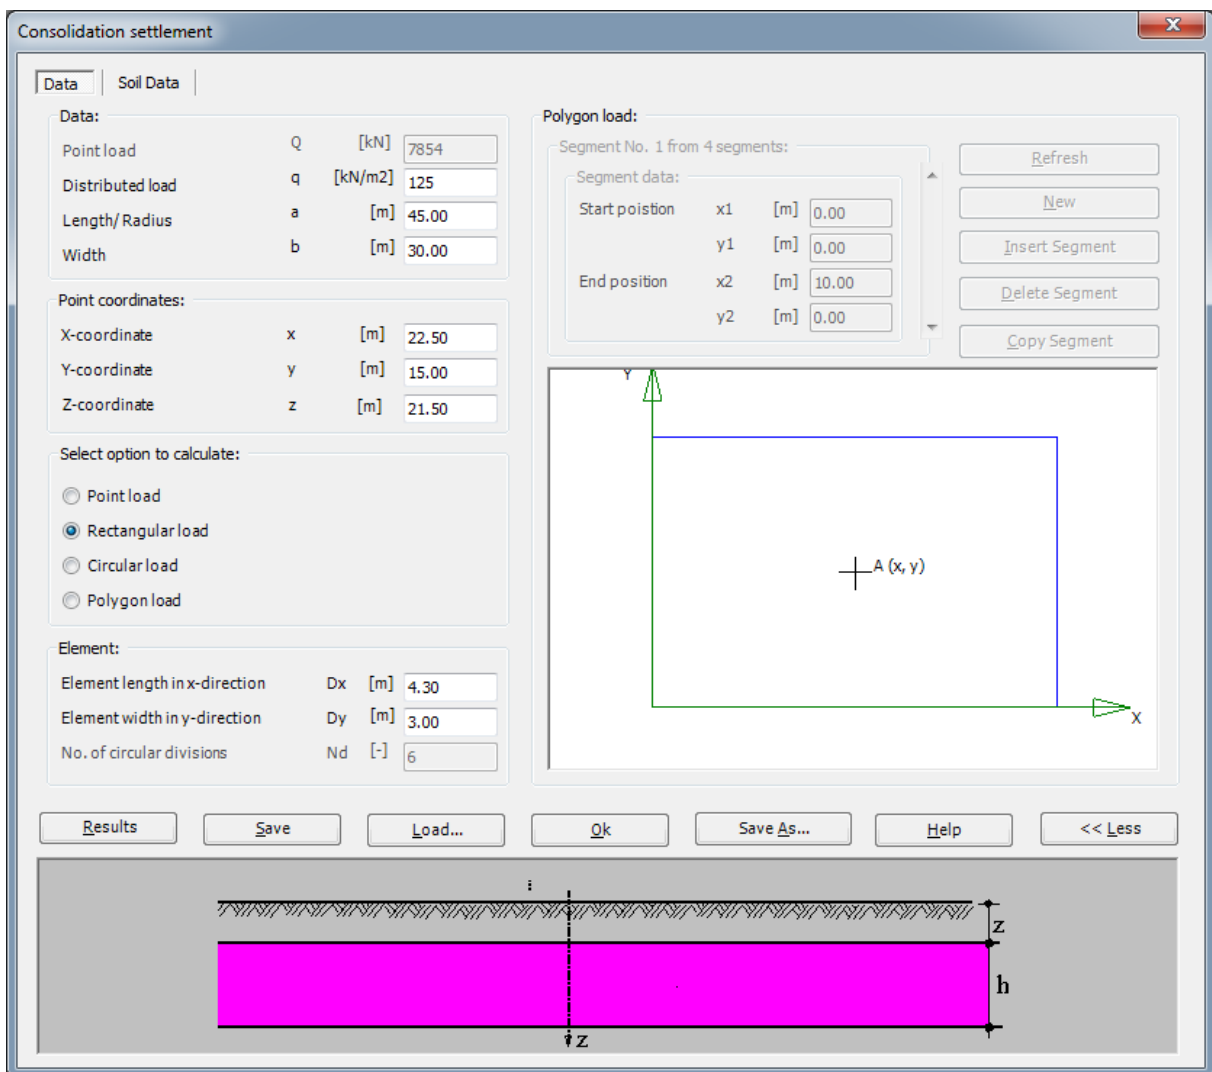 Consolidation settlement
x
Data
Soil Data
Data:
Point load Q [kN] 7854
Distributed load q [kN/m2] 125
Length/ Radius a [m] 45.00
Width b [m] 30.00
Point coordinates:
X-coordinate x [m] 22.50
Y-coordinate y [m] 15.00
Z-coordinate z [m] 21.50
Select option to calculate:
Point load
Rectangular load
Circular load
Polygon load
Element:
Element length in x-direction Dx [m] 4.30
Element width in y-direction Dy [m] 3.00
No. of circular divisions Nd [-] 6
Polygon load:
Segment No. 1 from 4 segments:
Segment data:
Start poistion x1 [m] 0.00
y1 [m] 0.00
End position x2 [m] 10.00
y2 [m] 0.00
Refresh
New
Insert Segment
Delete Segment
Copy Segment
Y
A (x, y)
X
Results
Save
Load...
Ok
Save As...
Help
<< Less
i
z
h
z